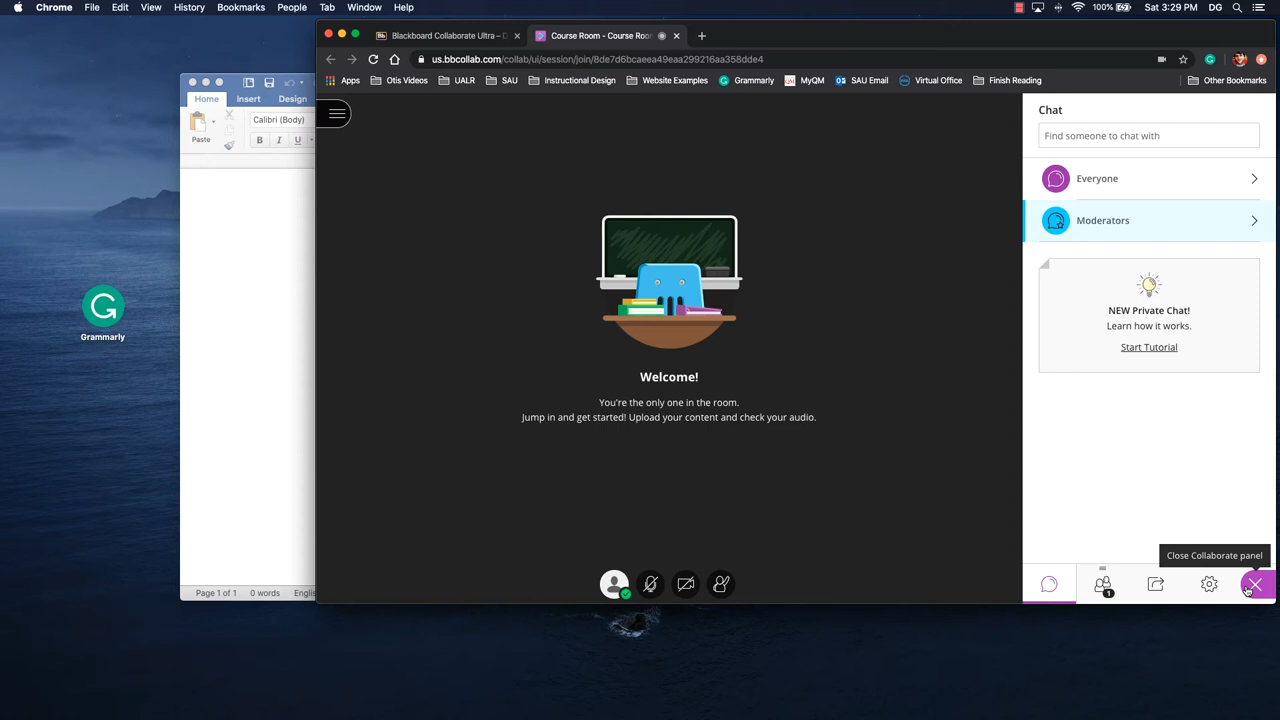 Chrome File Edit View History Bookmarks People Tab Window Help 100% Sat 3:29 PM DG
Bb Blackboard Collaborate Ultra – Course Room - Course Roo
us.bbcollab.com/collab/ui/session/join/8de7d6bcaeea49eaa299216aa358dde4
Apps Otis Videos UALR SAU Instructional Design Website Examples Grammarly MyQM SAU Email Virtual Office Finish Reading Other Bookmarks
Home Insert Design
Paste
Calibri (Body)
B I U
Page 1 of 1 0 words
Grammarly
Welcome!
You're the only one in the room.
Jump in and get started! Upload your content and check your audio.
Chat
Find someone to chat with
Everyone
Moderators
NEW Private Chat!
Learn how it works.
Start Tutorial
Close Collaborate panel
1